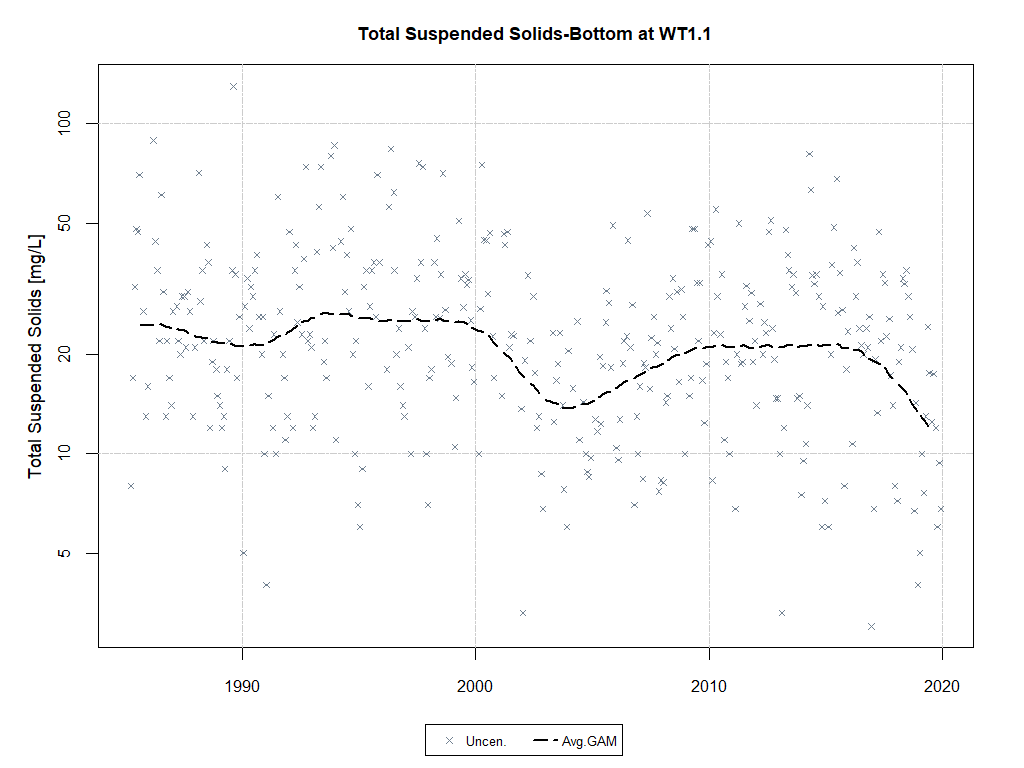 Total Suspended Solids-Bottom at WT1.1
Total Suspended Solids [mg/L]
100
50
20
10
5
1990
2000
2010
2020
Uncen.
Avg.GAM